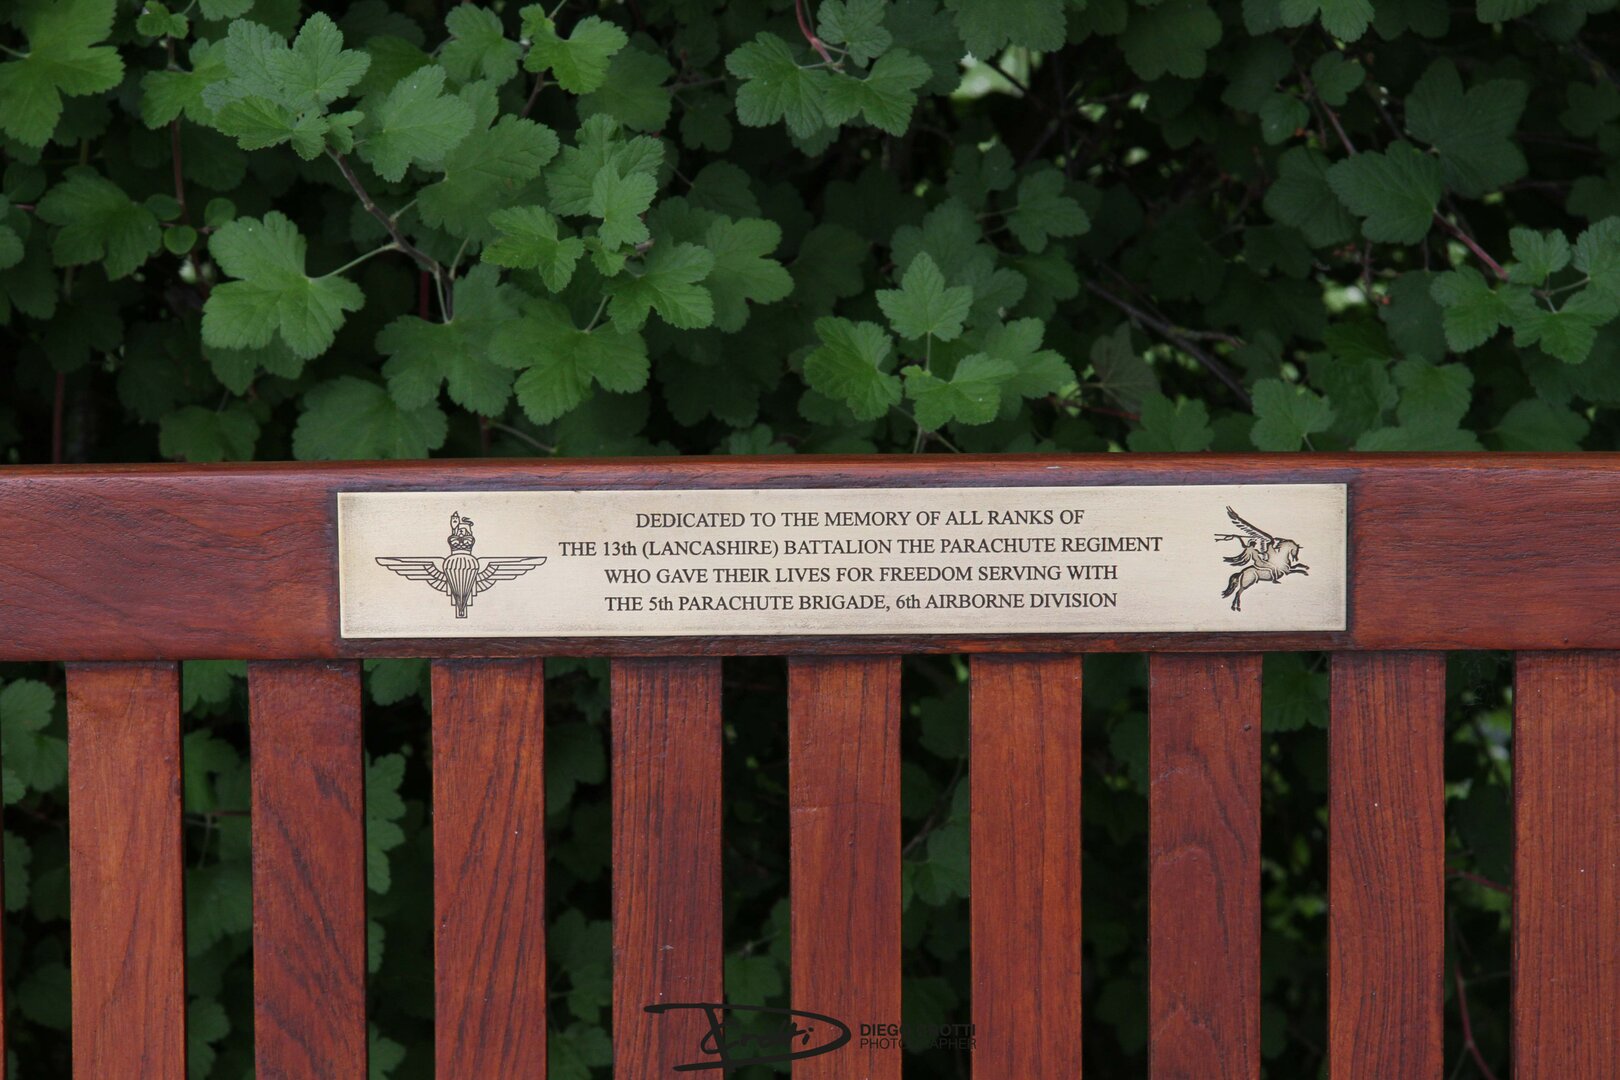 DEDICATED TO THE MEMORY OF ALL RANKS OF
THE 13th (LANCASHIRE) BATTALION THE PARACHUTE REGIMENT
WHO GAVE THEIR LIVES FOR FREEDOM SERVING WITH
THE 5th PARACHUTE BRIGADE, 6th AIRBORNE DIVISION
DIEGO
PHOTOGRAPHER